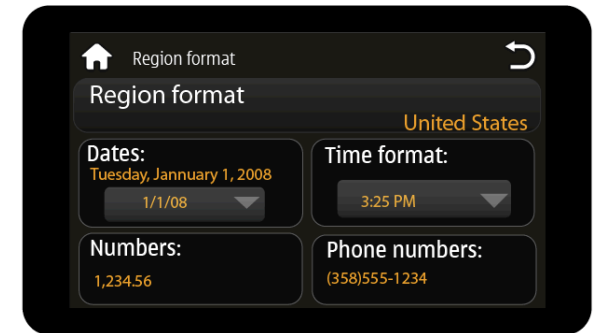 Region format
Region format
United States
Dates:
Tuesday, Jannuary 1, 2008
1/1/08
Time format:
3:25 PM
Numbers:
1,234.56
Phone numbers:
(358)555-1234